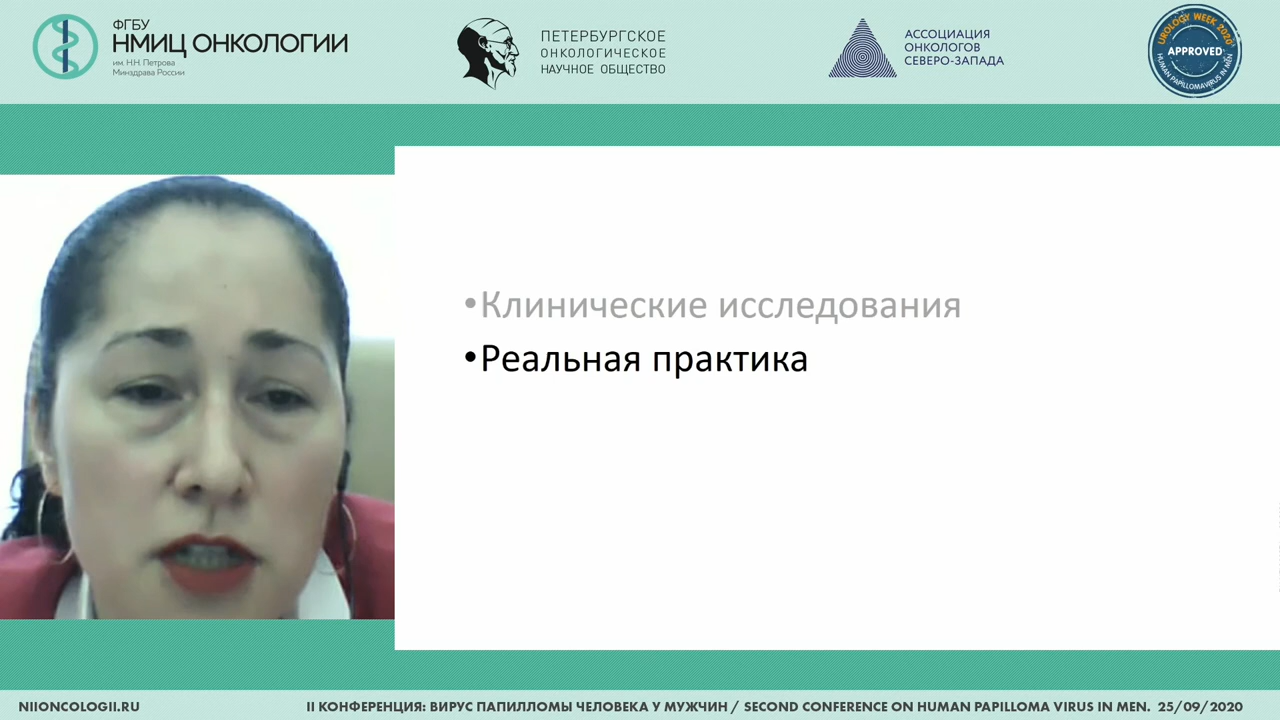 ФГБУ
НМИЦ ОНКОЛОГИИ
им. Н.Н. Петрова
Минздрава России
ПЕТЕРБУРГСКОЕ
ОНКОЛОГИЧЕСКОЕ
НАУЧНОЕ ОБЩЕСТВО
АССОЦИАЦИЯ
ОНКОЛОГОВ
СЕВЕРО-ЗАПАДА
UROLOGY WEEK 2020
APPROVED
HUMAN PAPILLOMAVIRUS IN MEN
•Клинические исследования
•Реальная практика
NIIONCOLOGII.RU
II КОНФЕРЕНЦИЯ: ВИРУС ПАПИЛЛОМЫ ЧЕЛОВЕКА У МУЖЧИН / SECOND CONFERENCE ON HUMAN PAPILLOMA VIRUS IN MEN. 25/09/2020